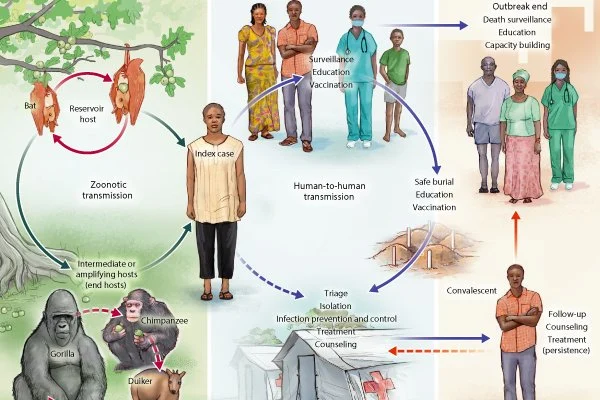 Bat
Reservoir
host
Zoonotic
transmission
Intermediate or
amplifying hosts
(end hosts)
Gorilla
Chimpanzee
Duiker
Index case
Surveillance
Education
Vaccination
Human-to-human
transmission
Safe burial
Education
Vaccination
Triage
Isolation
Infection prevention and control
Treatment
Counseling
Outbreak end
Death surveillance
Education
Capacity building
Convalescent
Follow-up
Counseling
Treatment
(persistence)